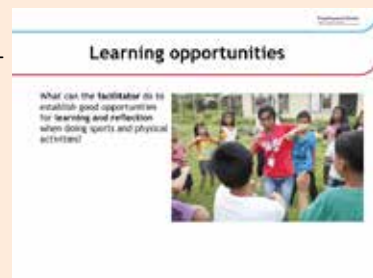 Learning opportunities
What can the facilitator do to
establish good opportunities
for learning and reflection
when doing sports and physical
activities?